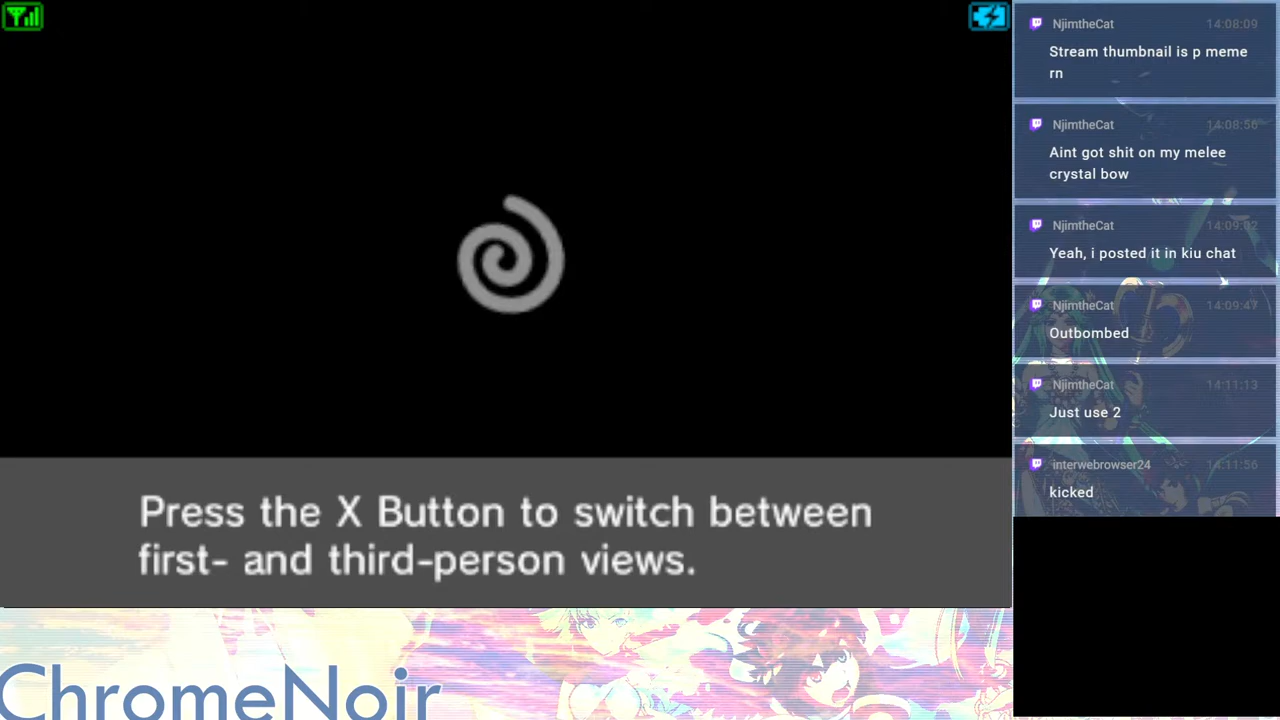 Press the X Button to switch between
first- and third-person views.
ChromeNoir
NjimtheCat 14:08:09
Stream thumbnail is p meme
rn
NjimtheCat 14:08:56
Aint got shit on my melee
crystal bow
NjimtheCat 14:09:02
Yeah, i posted it in kiu chat
NjimtheCat 14:09:47
Outbombed
NjimtheCat 14:11:13
Just use 2
interwebrowser24 14:11:56
kicked